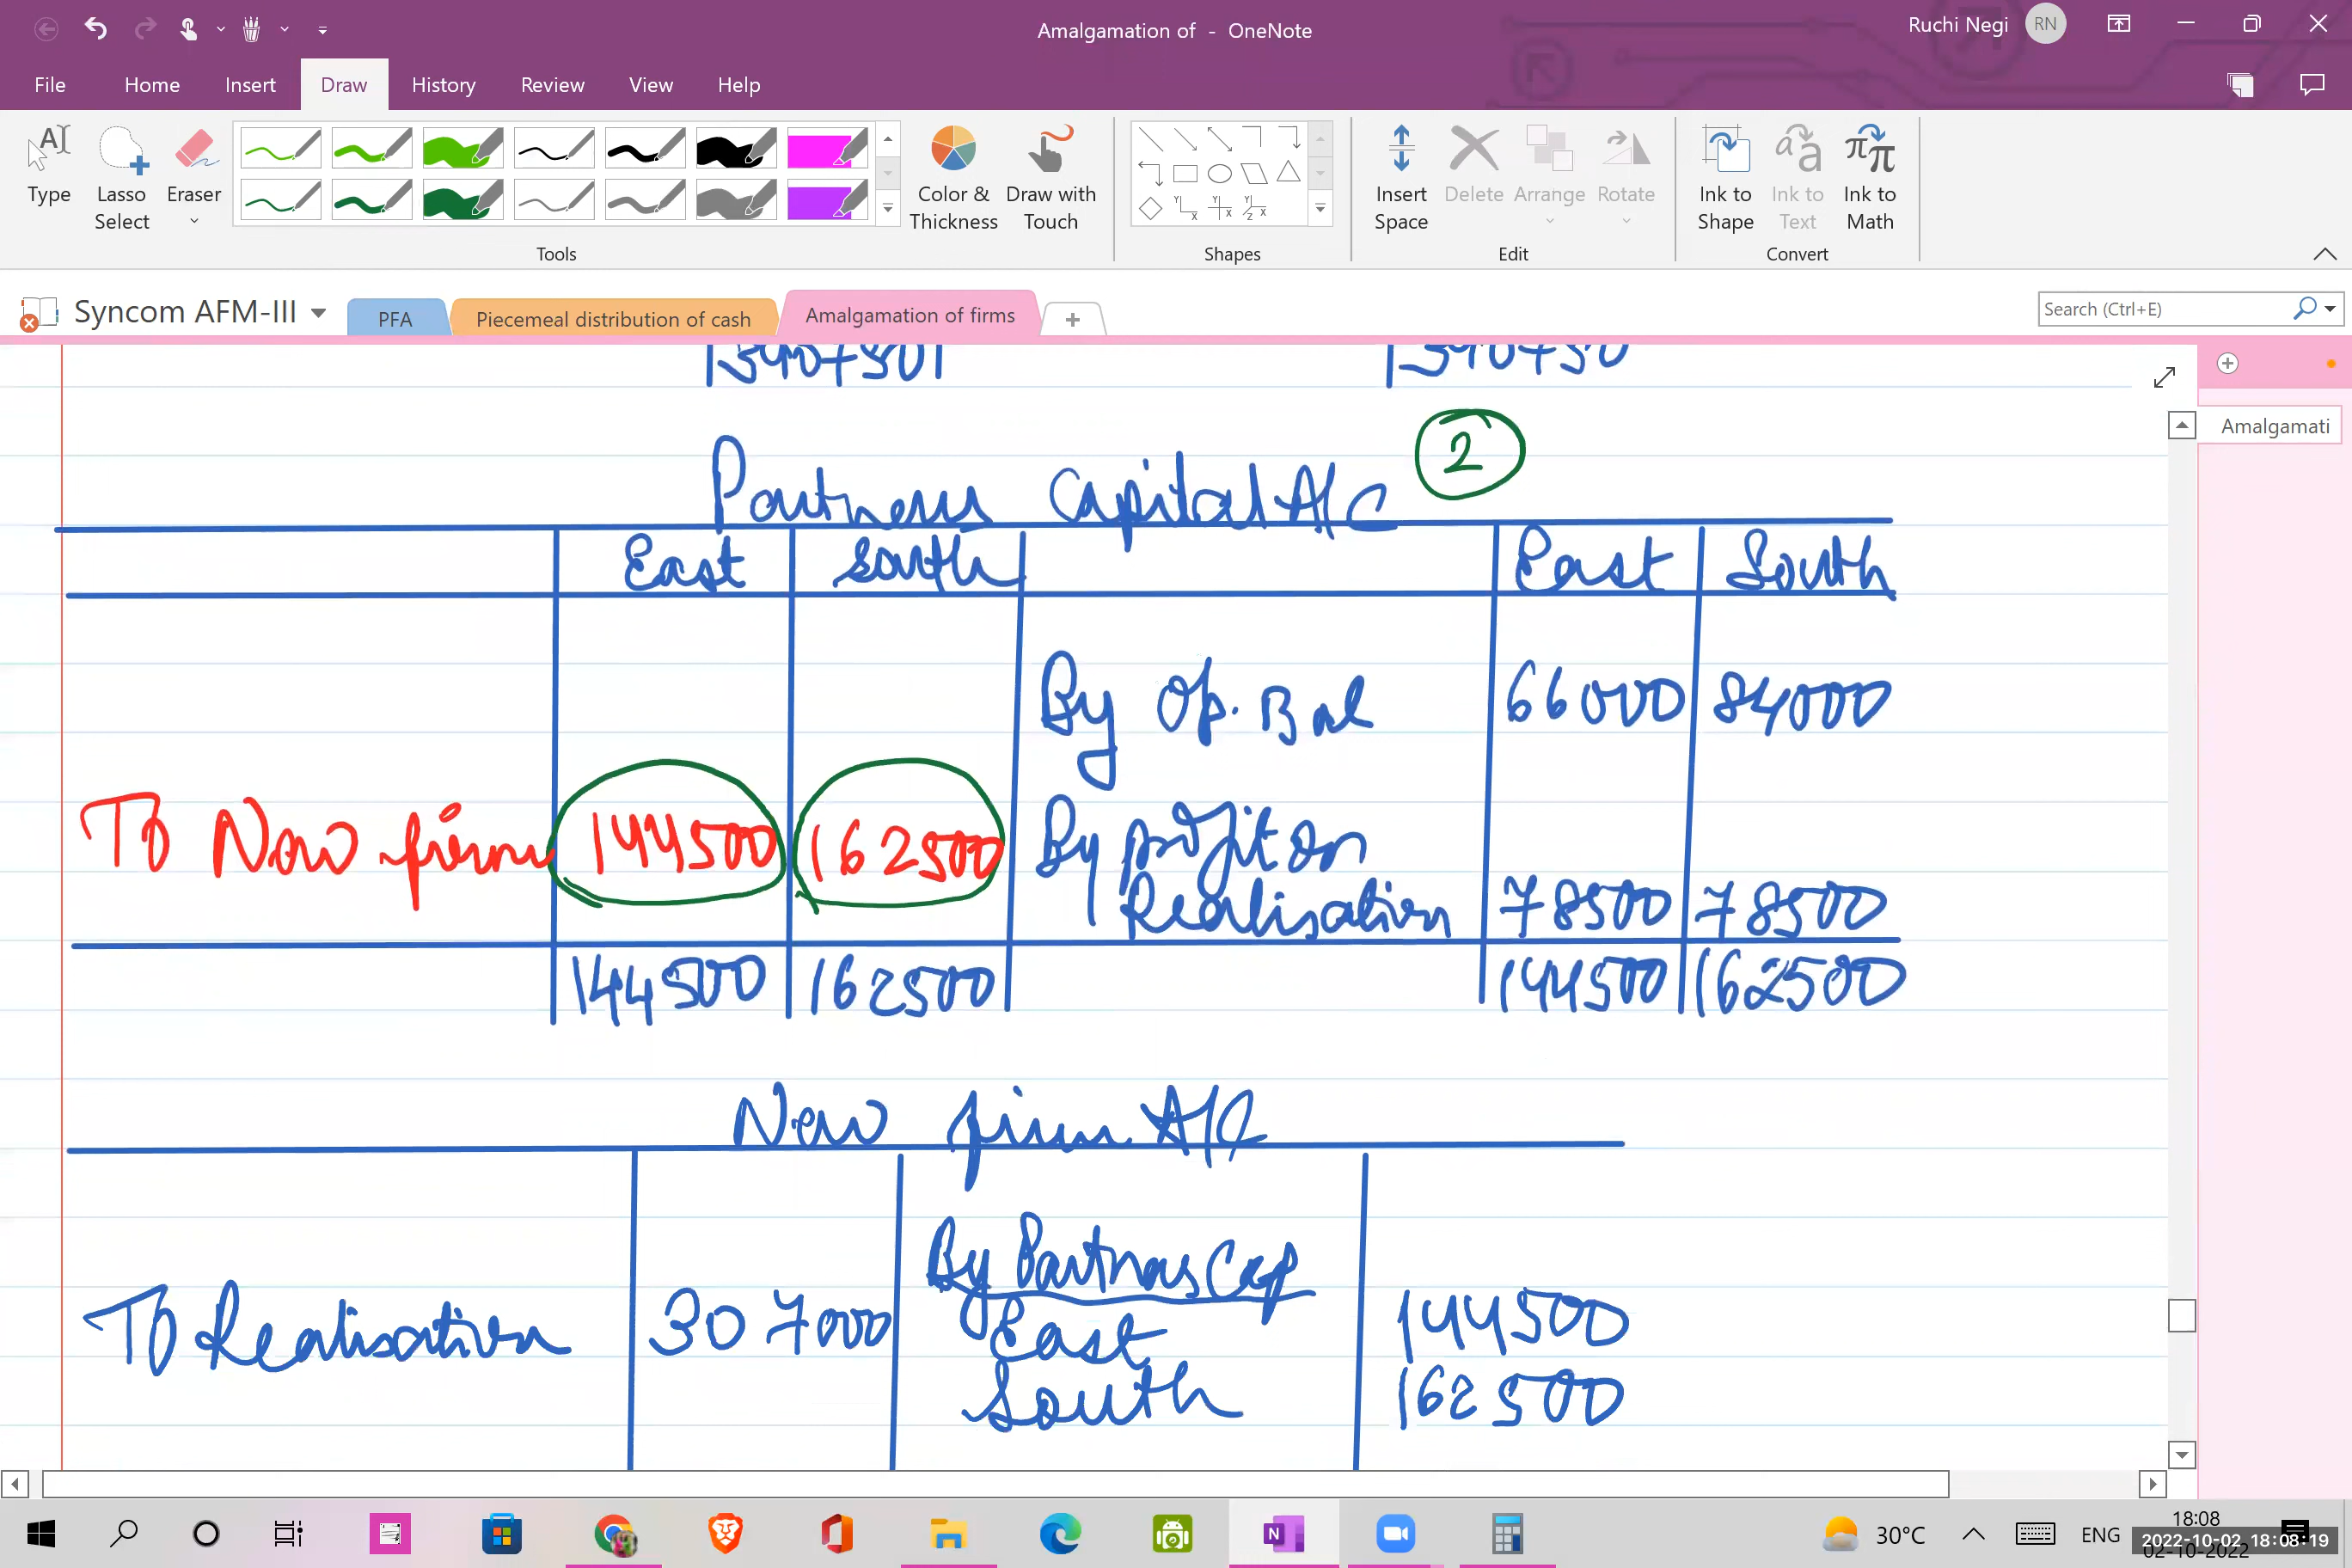 Amalgamation of - OneNote
Ruchi Negi
RN
File Home Insert Draw History Review View Help
Type
Lasso Select
Eraser
Color & Thickness
Draw with Touch
Insert Space
Delete
Arrange
Rotate
Ink to Shape
Ink to Text
Ink to Math
Tools
Shapes
Edit
Convert
Syncom AFM-III
PFA
Piecemeal distribution of cash
Amalgamation of firms
Search (Ctrl+E)
Amalgamati
1340750
1340750
Partners Capital A/C 2
East South East South
By Op. Bal 66000 84000
To New firm 144500 162500 By profit on
Realisation 78500 78500
144500 162500 144500 162500
New firm A/C
By Partners Cap
To Realisation 307000 East 144500
South 162500
30°C
ENG
18:08
02-10-2022
2022-10-02 18:08:19